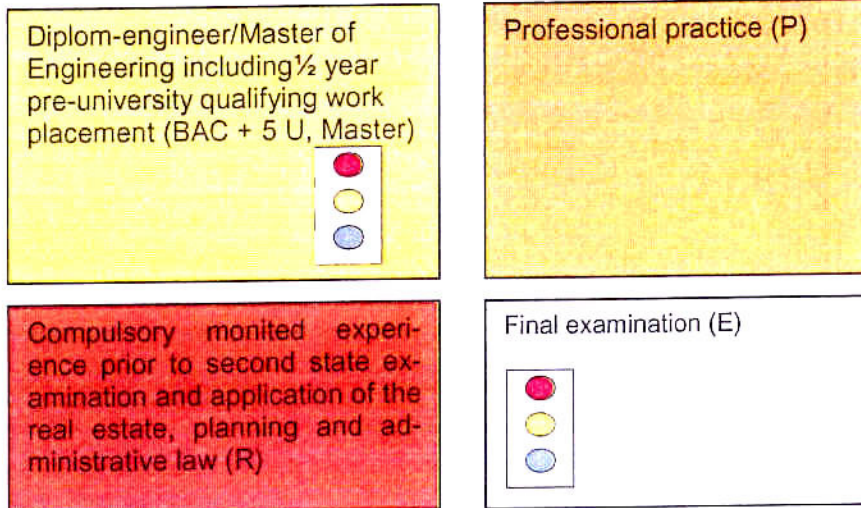 Diplom-engineer/Master of
Engineering including½ year
pre-university qualifying work
placement (BAC + 5 U, Master)
Professional practice (P)
Compulsory monited experi-
ence prior to second state ex-
amination and application of the
real estate, planning and ad-
ministrative law (R)
Final examination (E)